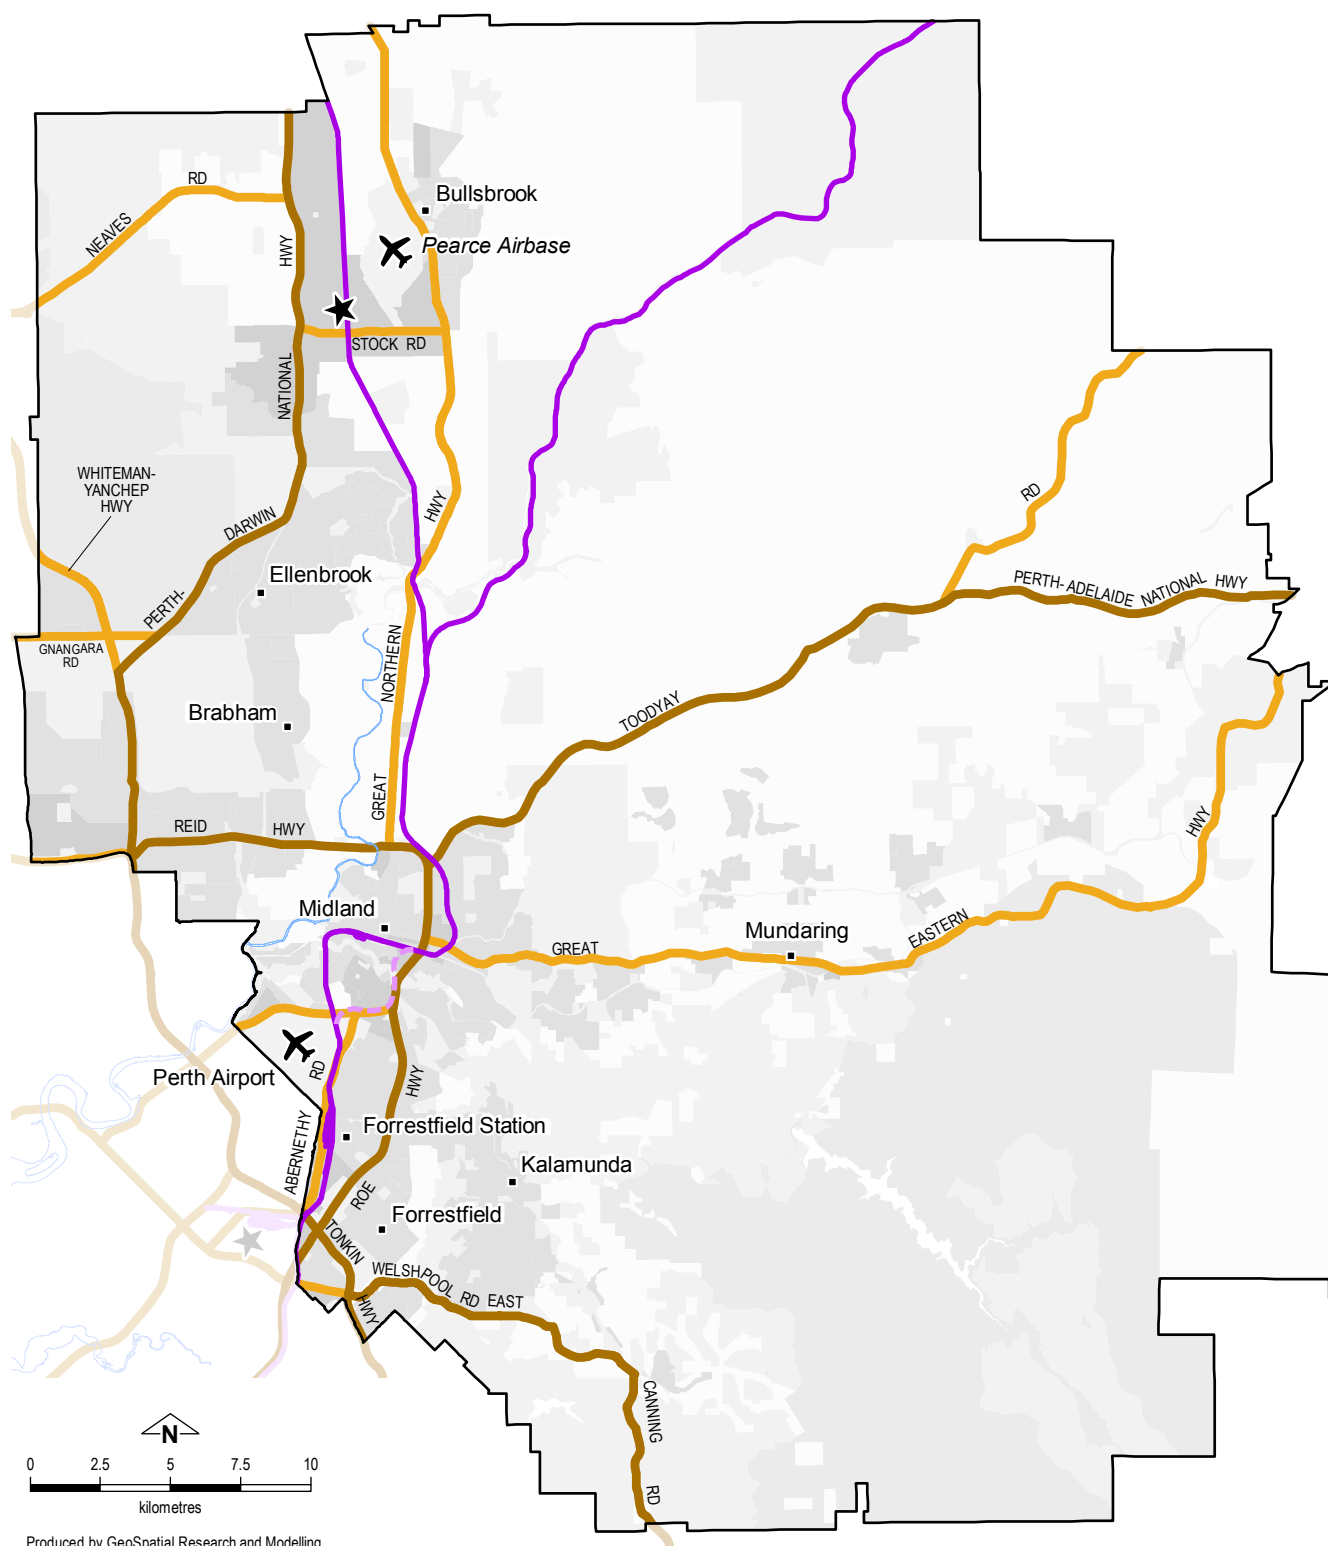 Bullsbrook
Pearce Airbase
RD
NEAVES
HWY
STOCK RD
NATIONAL
WHITEMAN-
YANCHEP
HWY
HWY
RD
DARWIN
Ellenbrook
PERTH-ADELAIDE NATIONAL HWY
PERTH-
GNANGARA
RD
NORTHERN
Brabham
TOODYAY
GREAT
REID HWY
HWY
Midland
Mundaring
EASTERN
GREAT
Perth Airport
RD
HWY
Forrestfield Station
ABERNETHY
Kalamunda
ROE
Forrestfield
TONKIN
HWY
WELSHPOOL RD EAST
CANNING
RD
N
0 2.5 5 7.5 10
kilometres
Produced by GeoSpatial Research and Modelling